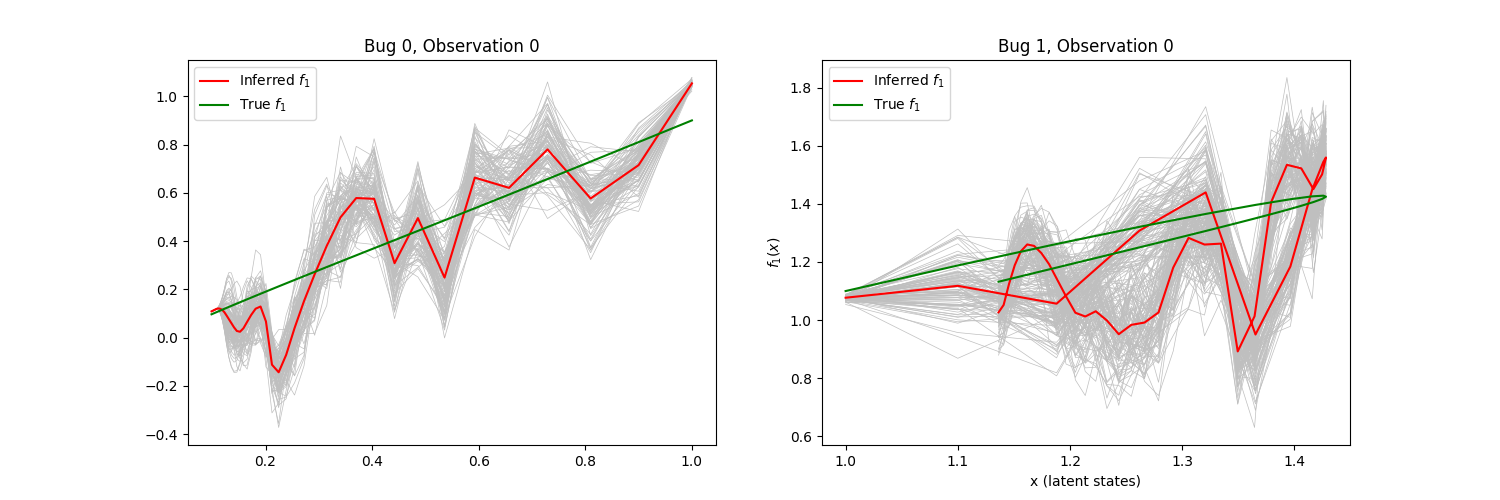 Bug 0, Observation 0
Inferred f₁
True f₁
1.0
0.8
0.6
0.4
0.2
0.0
−0.2
−0.4
0.2 0.4 0.6 0.8 1.0
Bug 1, Observation 0
Inferred f₁
True f₁
f₁(x)
1.8
1.6
1.4
1.2
1.0
0.8
0.6
1.0 1.1 1.2 1.3 1.4
x (latent states)